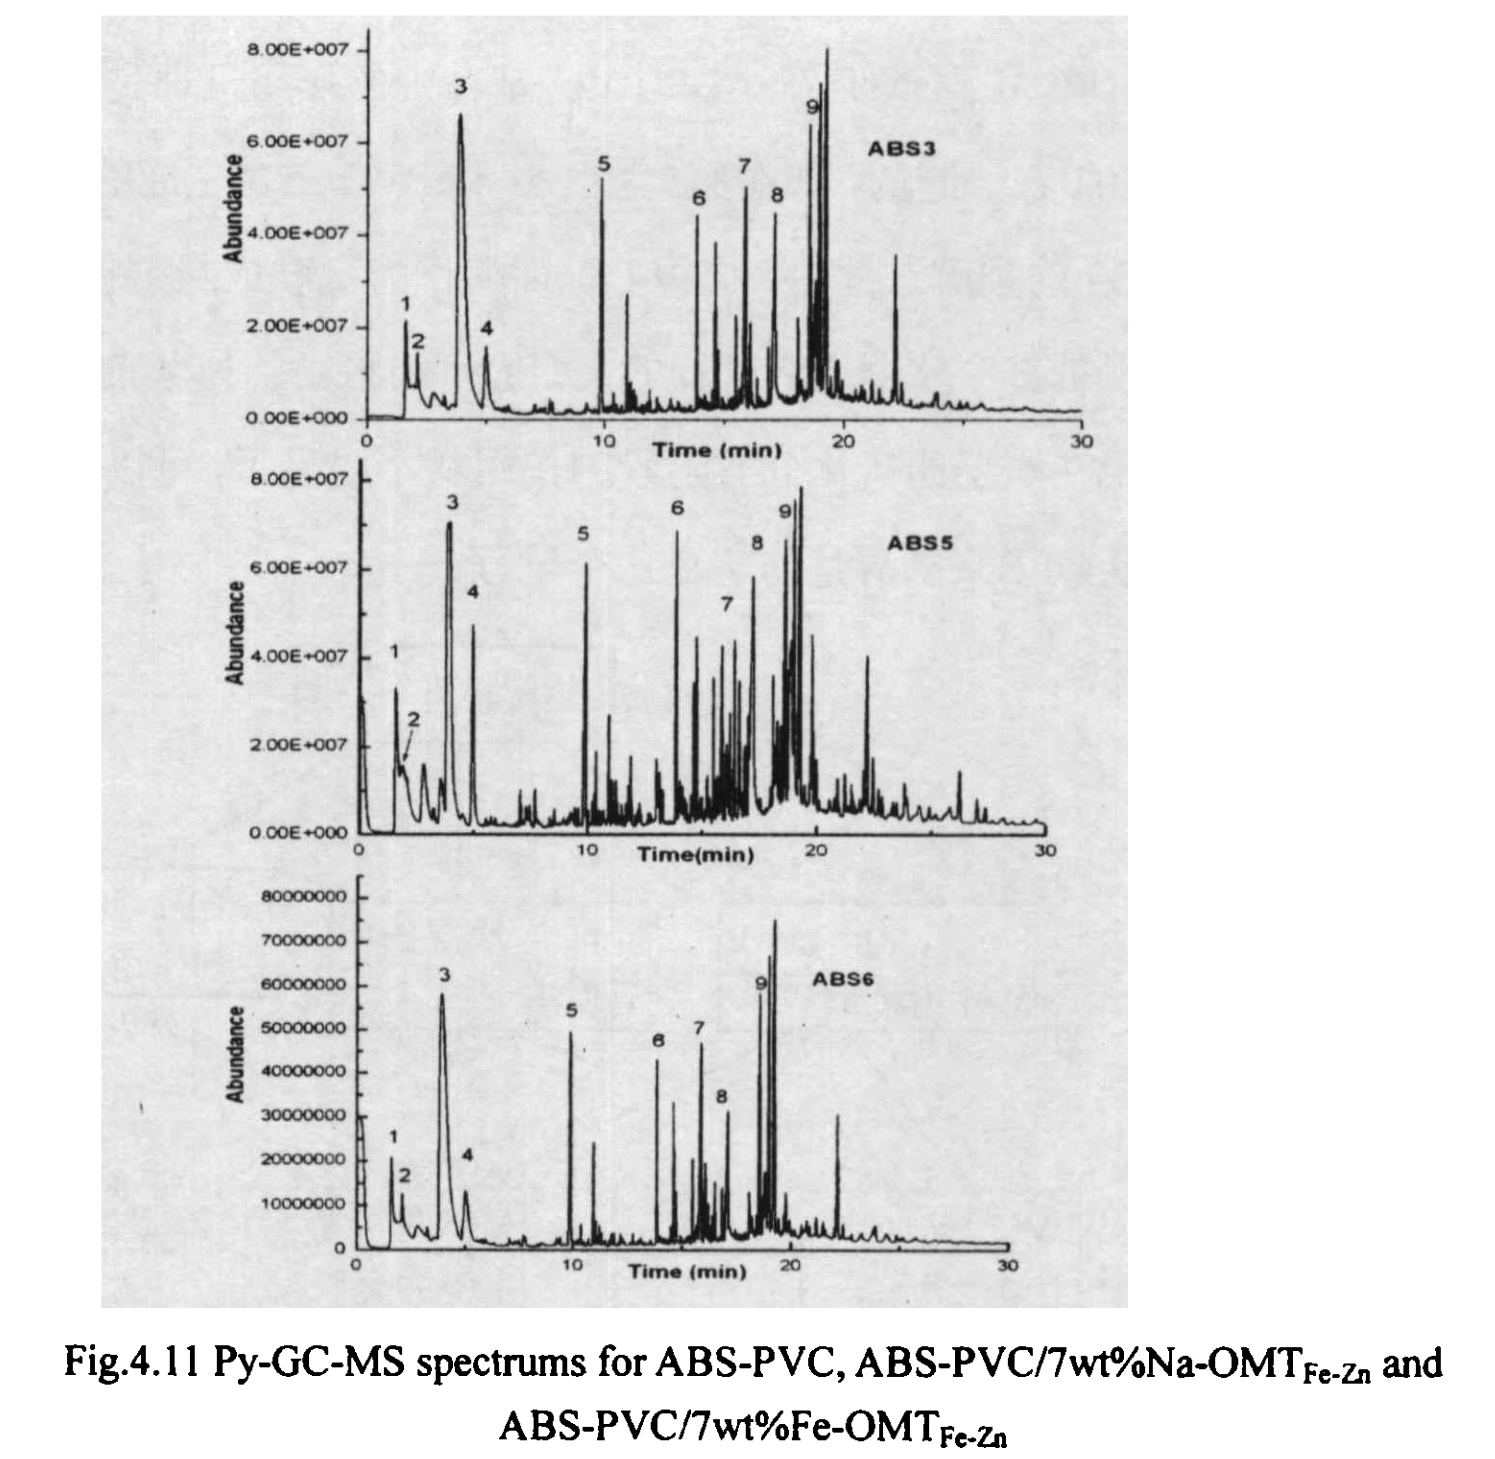 8.00E+007
3
6.00E+007
9
ABS3
5
7
6
8
Abundance
4.00E+007
1
2.00E+007
2
4
0.00E+000
0
10
20
30
Time (min)
8.00E+007
3
6
9
5
8
ABS5
6.00E+007
4
7
Abundance
4.00E+007
1
2
2.00E+007
0.00E+000
0
10
20
30
Time(min)
80000000
70000000
3
9
ABS6
60000000
5
7
50000000
6
Abundance
40000000
8
30000000
1
4
20000000
2
10000000
0
0
10
20
30
Time (min)
Fig.4.11 Py-GC-MS spectrums for ABS-PVC, ABS-PVC/7wt%Na-OMTFe-Zn and
ABS-PVC/7wt%Fe-OMTFe-Zn